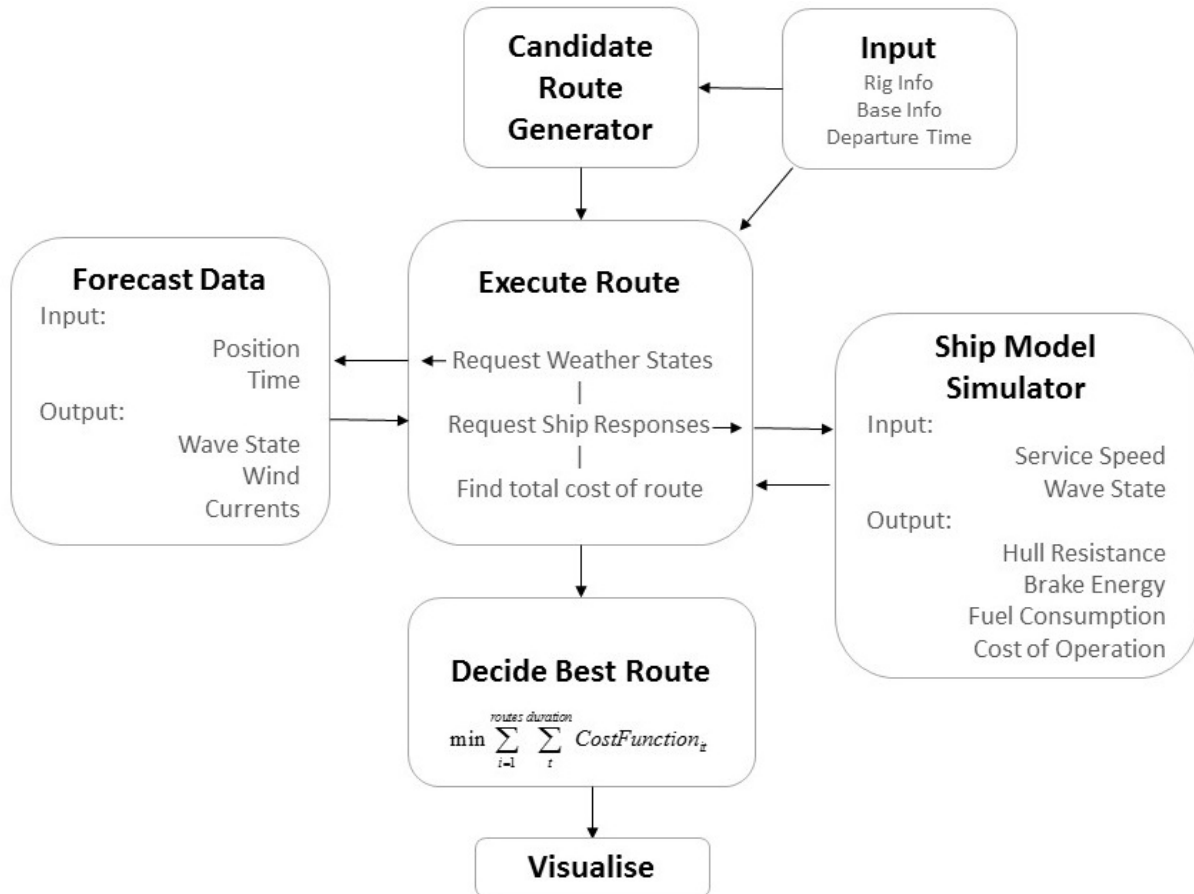 Candidate
Route
Generator
Input
Rig Info
Base Info
Departure Time
Forecast Data
Input:
Position
Time
Output:
Wave State
Wind
Currents
Execute Route
Request Weather States
Request Ship Responses
Find total cost of route
Ship Model
Simulator
Input:
Service Speed
Wave State
Output:
Hull Resistance
Brake Energy
Fuel Consumption
Cost of Operation
Decide Best Route
routes duration
min ∑ ∑ CostFunction_it
i=1 t
Visualise